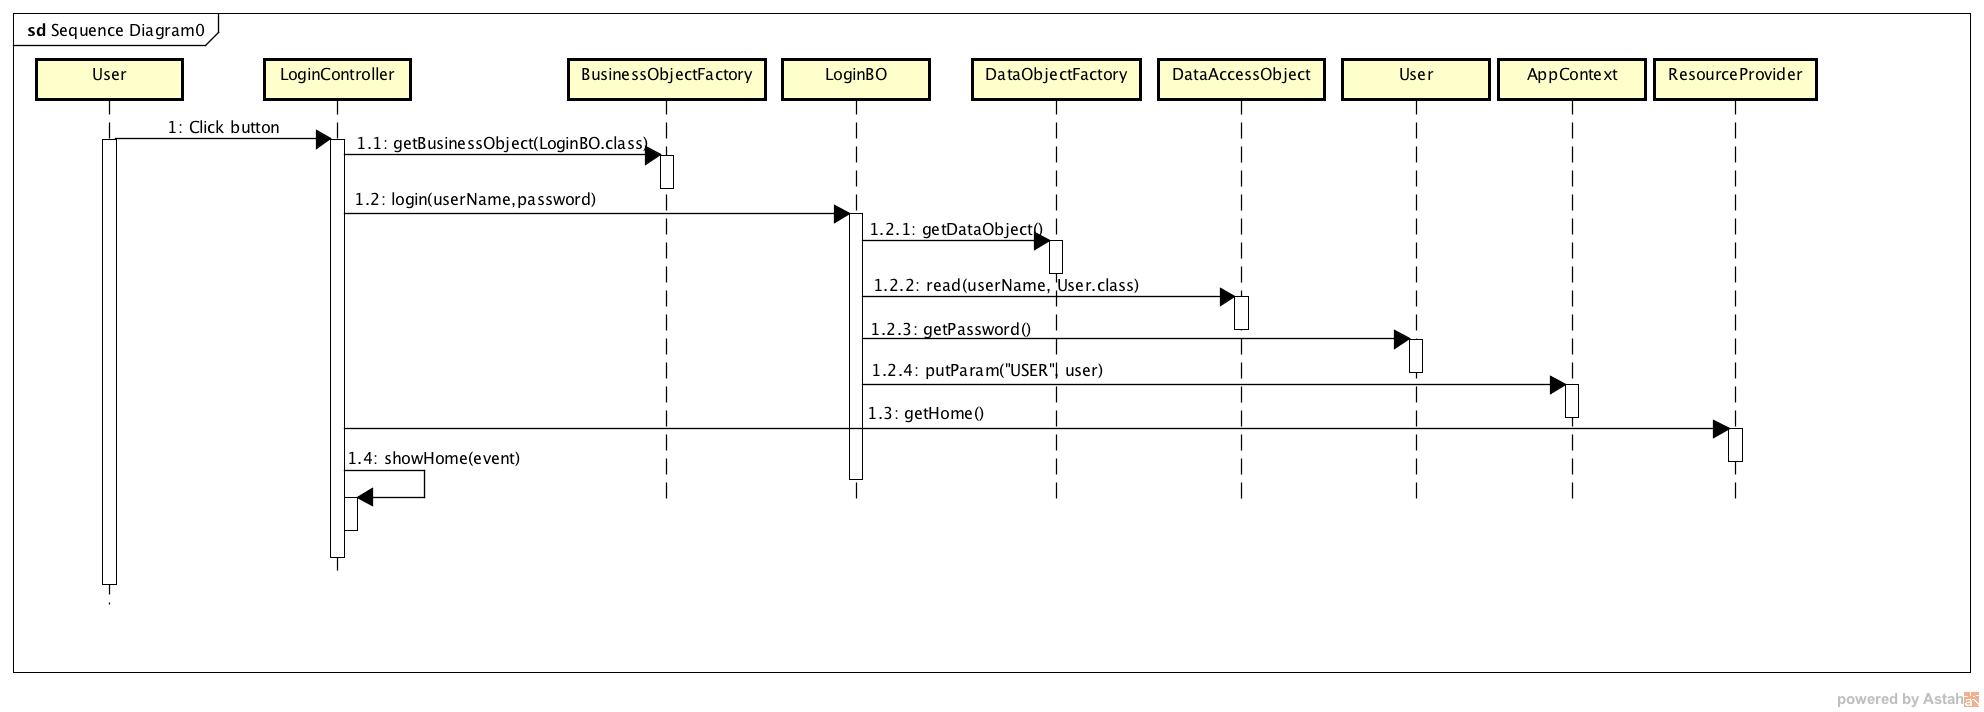 sd Sequence Diagram0
User
LoginController
BusinessObjectFactory
LoginBO
DataObjectFactory
DataAccessObject
User
AppContext
ResourceProvider
1: Click button
1.1: getBusinessObject(LoginBO.class)
1.2: login(userName,password)
1.2.1: getDataObject()
1.2.2: read(userName, User.class)
1.2.3: getPassword()
1.2.4: putParam("USER", user)
1.3: getHome()
1.4: showHome(event)
powered by Astah